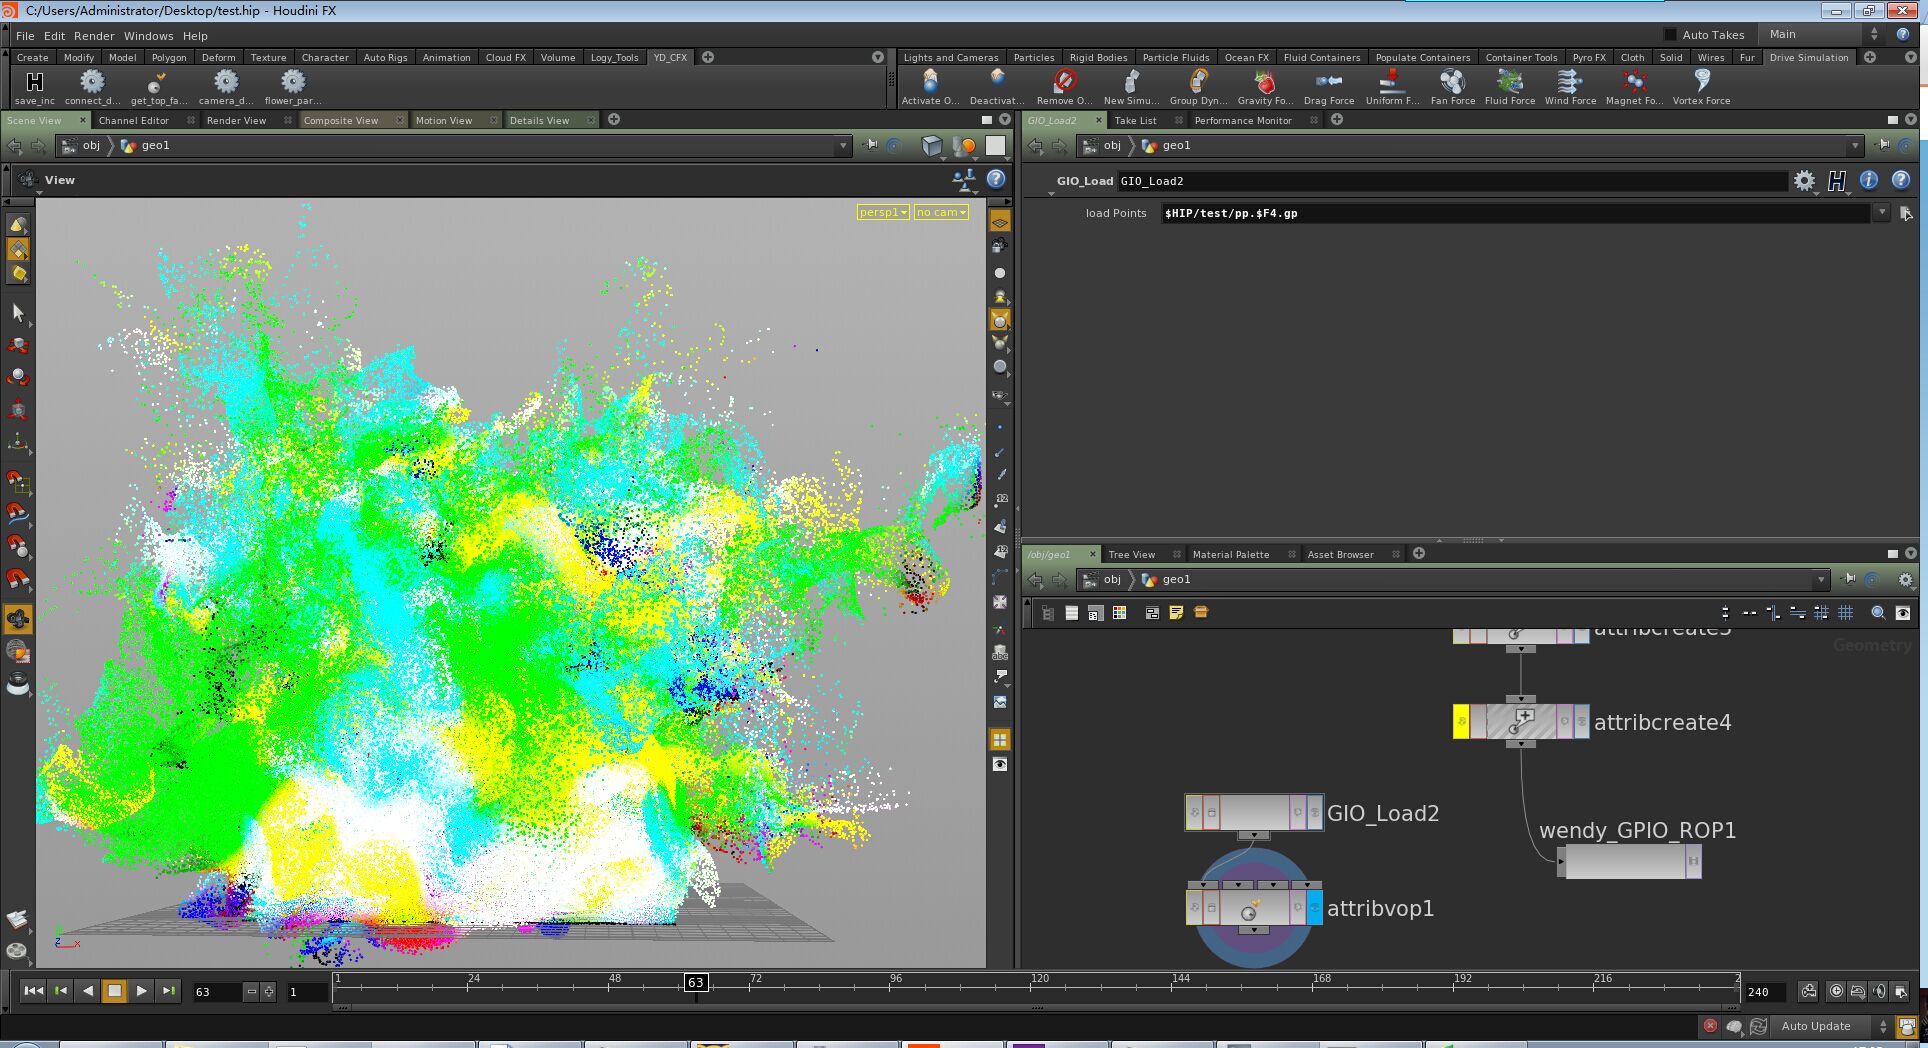 C:/Users/Administrator/Desktop/test.hip - Houdini FX
File Edit Render Windows Help
Auto Takes Main
Create Modify Model Polygon Deform Texture Character Auto Rigs Animation Cloud FX Volume Logy_Tools YD_CFX
Lights and Cameras Particles Rigid Bodies Particle Fluids Ocean FX Fluid Containers Populate Containers Container Tools Pyro FX Cloth Solid Wires Fur Drive Simulation
save_inc connect_d... get_top_fa... camera_d... flower_par...
Activate O... Deactivat... Remove O... New Simu... Group Dyn... Gravity Fo... Drag Force Uniform F... Fan Force Fluid Force Wind Force Magnet Fo... Vortex Force
Scene View Channel Editor Render View Composite View Motion View Details View
GIO_Load2 Take List Performance Monitor
obj geo1
obj geo1
View
GIO_Load GIO_Load2
load Points $HIP/test/pp.$F4.gp
persp1 no cam
/obj/geo1 Tree View Material Palette Asset Browser
obj geo1
attribcreate3
Geometry
attribcreate4
GIO_Load2
wendy_GPIO_ROP1
attribvop1
63 1
1 24 48 63 72 96 120 144 168 192 216 2
240
Auto Update